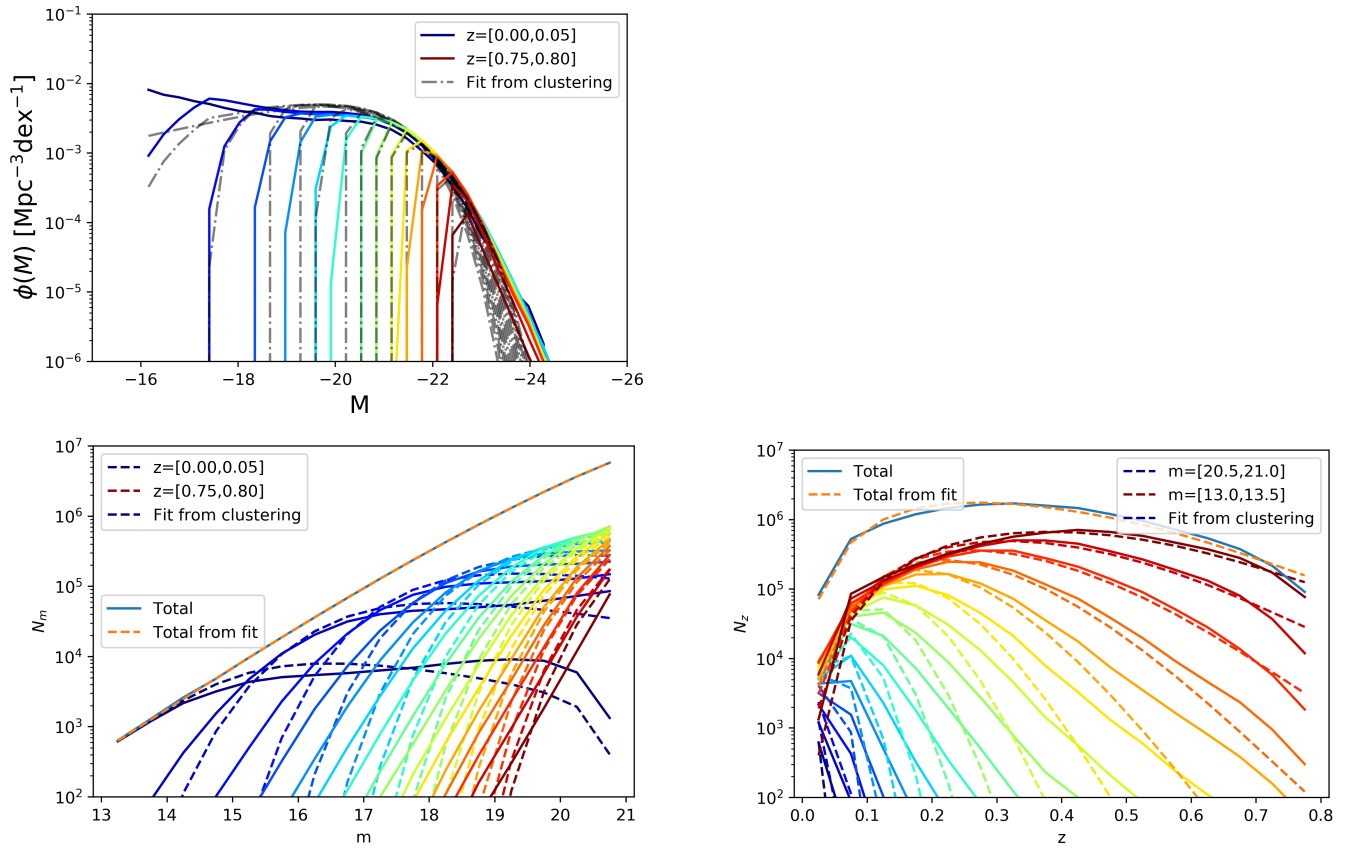 10⁻¹
z=[0.00,0.05]
z=[0.75,0.80]
Fit from clustering
10⁻²
10⁻³
10⁻⁴
10⁻⁵
10⁻⁶
ϕ(M) [Mpc⁻³dex⁻¹]
−16 −18 −20 −22 −24 −26
M
10⁷
z=[0.00,0.05]
z=[0.75,0.80]
Fit from clustering
10⁶
10⁵
Total
Total from fit
10⁴
10³
10²
Nₘ
13 14 15 16 17 18 19 20 21
m
10⁷
Total
Total from fit
m=[20.5,21.0]
m=[13.0,13.5]
Fit from clustering
10⁶
10⁵
10⁴
10³
10²
N_z
0.0 0.1 0.2 0.3 0.4 0.5 0.6 0.7 0.8
z